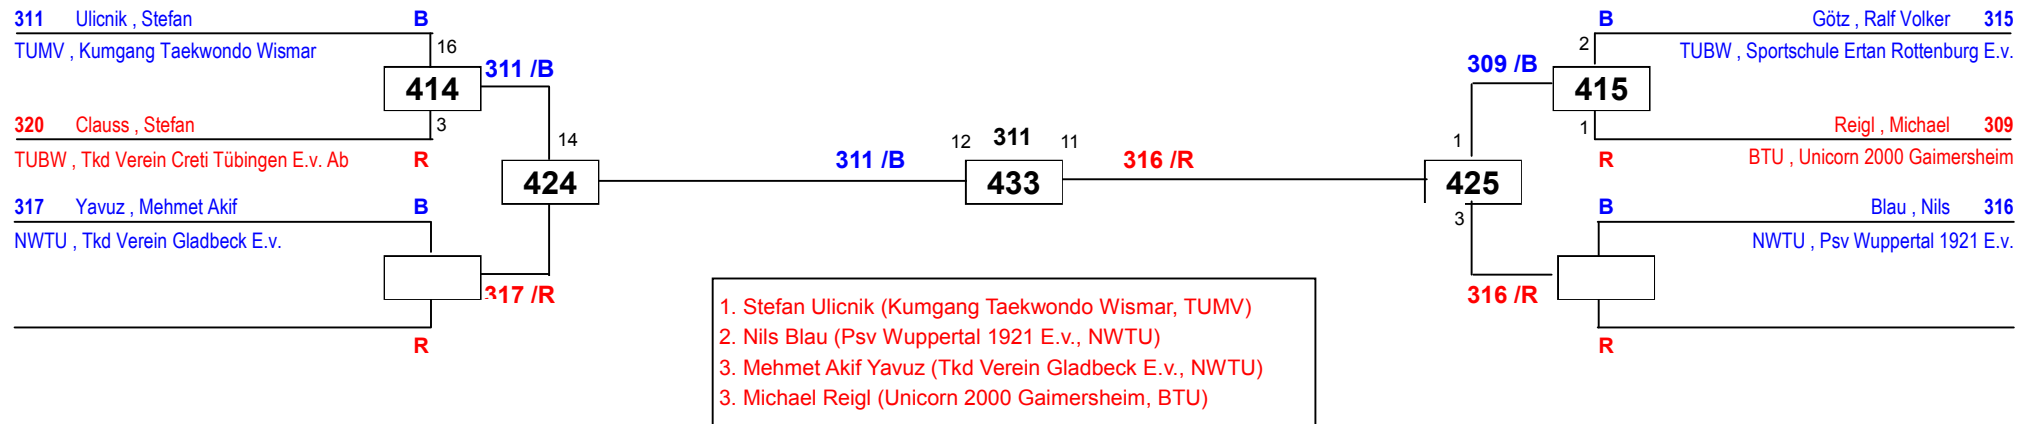 311 Ulicnik , Stefan B
TUMV , Kumgang Taekwondo Wismar
16
414
311 /B
320 Clauss , Stefan
3
TUBW , Tkd Verein Creti Tübingen E.v. Ab R
14
424
317 Yavuz , Mehmet Akif B
NWTU , Tkd Verein Gladbeck E.v.
317 /R
R
311 /B
12 311 11
433
316 /R
B Götz , Ralf Volker 315
2
TUBW , Sportschule Ertan Rottenburg E.v.
309 /B
415
1
Reigl , Michael 309
R BTU , Unicorn 2000 Gaimersheim
1
425
3
B Blau , Nils 316
NWTU , Psv Wuppertal 1921 E.v.
316 /R
R
1. Stefan Ulicnik (Kumgang Taekwondo Wismar, TUMV)
2. Nils Blau (Psv Wuppertal 1921 E.v., NWTU)
3. Mehmet Akif Yavuz (Tkd Verein Gladbeck E.v., NWTU)
3. Michael Reigl (Unicorn 2000 Gaimersheim, BTU)